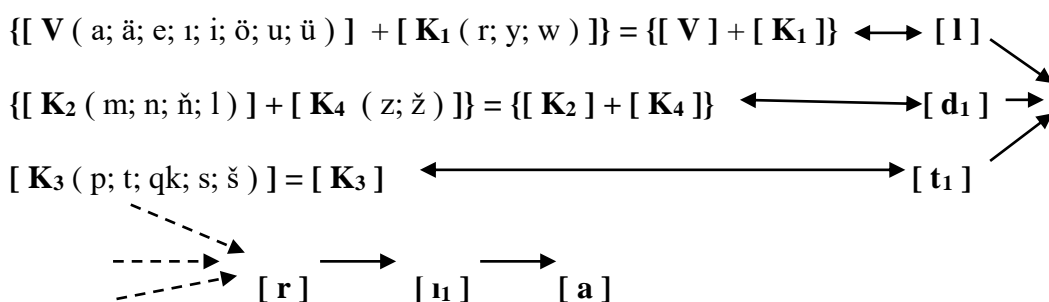 {[ V ( a; ä; e; ı; i; ö; u; ü ) ] + [ K₁ ( r; y; w ) ]} = {[ V ] + [ K₁ ]} ↔ [ l ]
{[ K₂ ( m; n; ň; l ) ] + [ K₄ ( z; ž ) ]} = {[ K₂ ] + [ K₄ ]} ↔ [ d₁ ] →
[ K₃ ( p; t; qk; s; š ) ] = [ K₃ ] ↔ [ t₁ ]
[ r ] → [ ı₁ ] → [ a ]